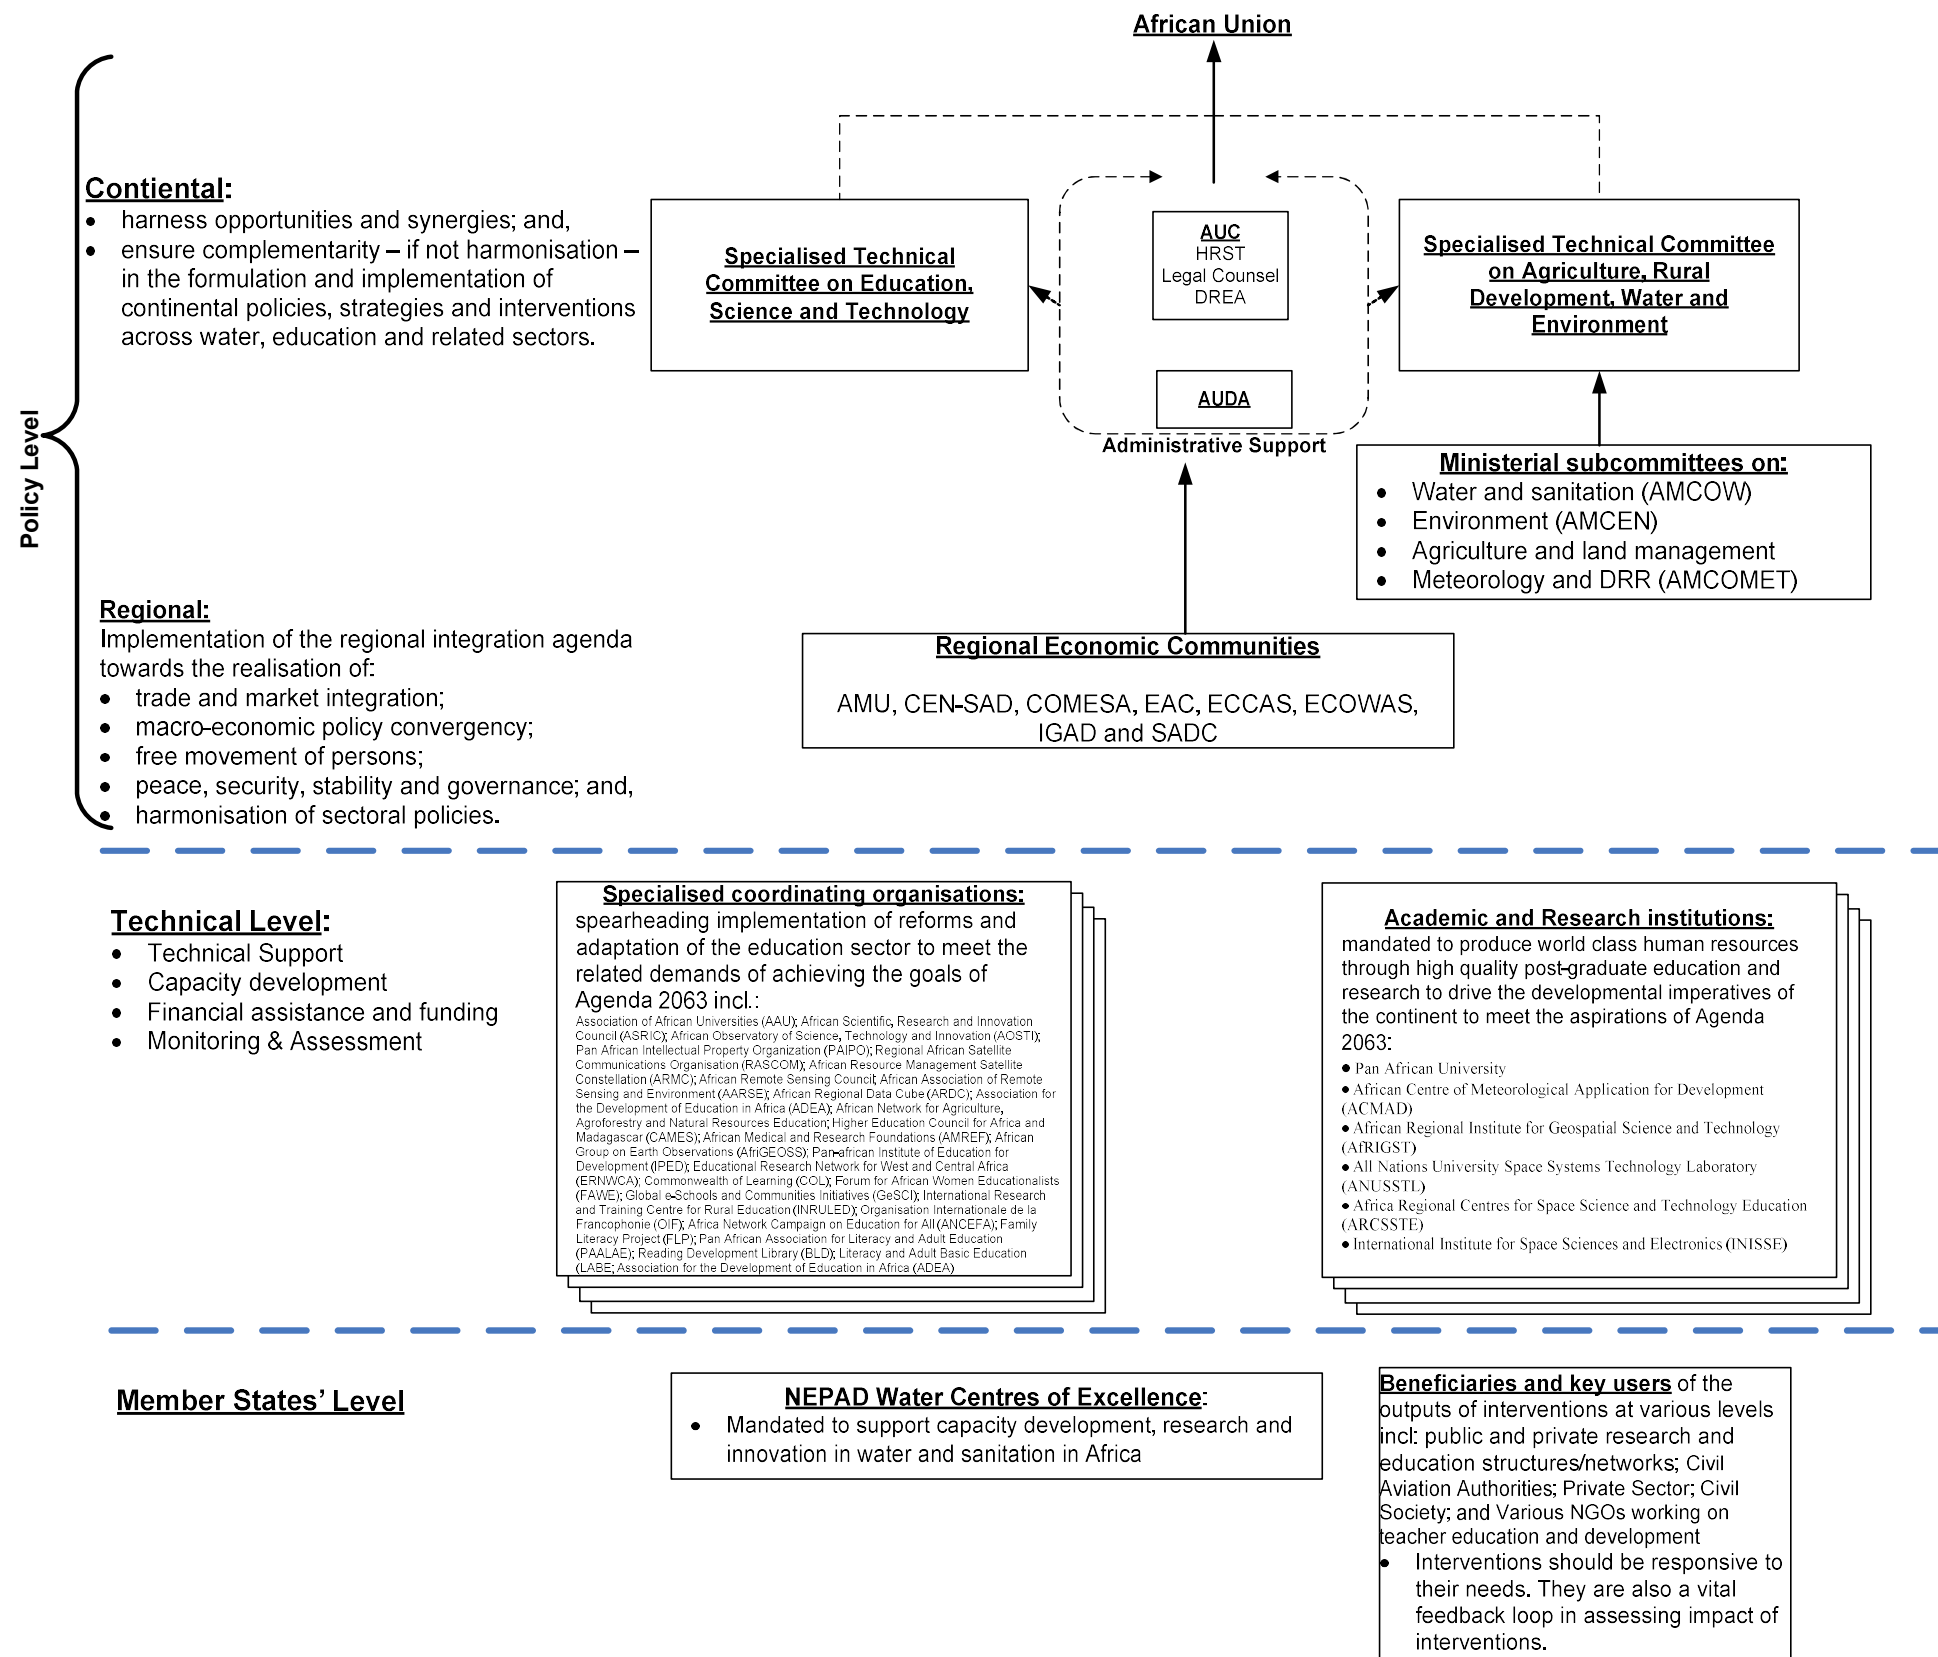 African Union
Policy Level
Contiental:
• harness opportunities and synergies; and,
• ensure complementarity – if not harmonisation –
in the formulation and implementation of
continental policies, strategies and interventions
across water, education and related sectors.
Specialised Technical
Committee on Education,
Science and Technology
AUC
HRST
Legal Counsel
DREA
AUDA
Administrative Support
Specialised Technical Committee
on Agriculture, Rural
Development, Water and
Environment
Ministerial subcommittees on:
• Water and sanitation (AMCOW)
• Environment (AMCEN)
• Agriculture and land management
• Meteorology and DRR (AMCOMET)
Regional:
Implementation of the regional integration agenda
towards the realisation of:
• trade and market integration;
• macro-economic policy convergency;
• free movement of persons;
• peace, security, stability and governance; and,
• harmonisation of sectoral policies.
Regional Economic Communities
AMU, CEN-SAD, COMESA, EAC, ECCAS, ECOWAS,
IGAD and SADC
Technical Level:
• Technical Support
• Capacity development
• Financial assistance and funding
• Monitoring & Assessment
Specialised coordinating organisations:
spearheading implementation of reforms and
adaptation of the education sector to meet the
related demands of achieving the goals of
Agenda 2063 incl.:
Association of African Universities (AAU); African Scientific, Research and Innovation
Council (ASRIC); African Observatory of Science, Technology and Innovation (AOSTI);
Pan African Intellectual Property Organization (PAIPO); Regional African Satellite
Communications Organisation (RASCOM); African Resource Management Satellite
Constellation (ARMC); African Remote Sensing Council; African Association of Remote
Sensing and Environment (AARSE); African Regional Data Cube (ARDC); Association for
the Development of Education in Africa (ADEA); African Network for Agriculture,
Agroforestry and Natural Resources Education; Higher Education Council for Africa and
Madagascar (CAMES); African Medical and Research Foundations (AMREF); African
Group on Earth Observations (AfriGEOSS); Pan-african Institute of Education for
Development (IPED); Educational Research Network for West and Central Africa
(ERNWCA); Commonwealth of Learning (COL); Forum for African Women Educationalists
(FAWE); Global e-Schools and Communities Initiatives (GeSCI); International Research
and Training Centre for Rural Education (INRULED); Organisation Internationale de la
Francophonie (OIF); Africa Network Campaign on Education for All (ANCEFA); Family
Literacy Project (FLP); Pan African Association for Literacy and Adult Education
(PAALAE); Reading Development Library (BLD); Literacy and Adult Basic Education
(LABE; Association for the Development of Education in Africa (ADEA)
Academic and Research institutions:
mandated to produce world class human resources
through high quality post-graduate education and
research to drive the developmental imperatives of
the continent to meet the aspirations of Agenda
2063:
● Pan African University
● African Centre of Meteorological Application for Development
(ACMAD)
● African Regional Institute for Geospatial Science and Technology
(AfRIGST)
● All Nations University Space Systems Technology Laboratory
(ANUSSTL)
● Africa Regional Centres for Space Science and Technology Education
(ARCSSTE)
● International Institute for Space Sciences and Electronics (INISSE)
Member States’ Level
NEPAD Water Centres of Excellence:
• Mandated to support capacity development, research and
innovation in water and sanitation in Africa
Beneficiaries and key users of the
outputs of interventions at various levels
incl: public and private research and
education structures/networks; Civil
Aviation Authorities; Private Sector; Civil
Society; and Various NGOs working on
teacher education and development
• Interventions should be responsive to
their needs. They are also a vital
feedback loop in assessing impact of
interventions.